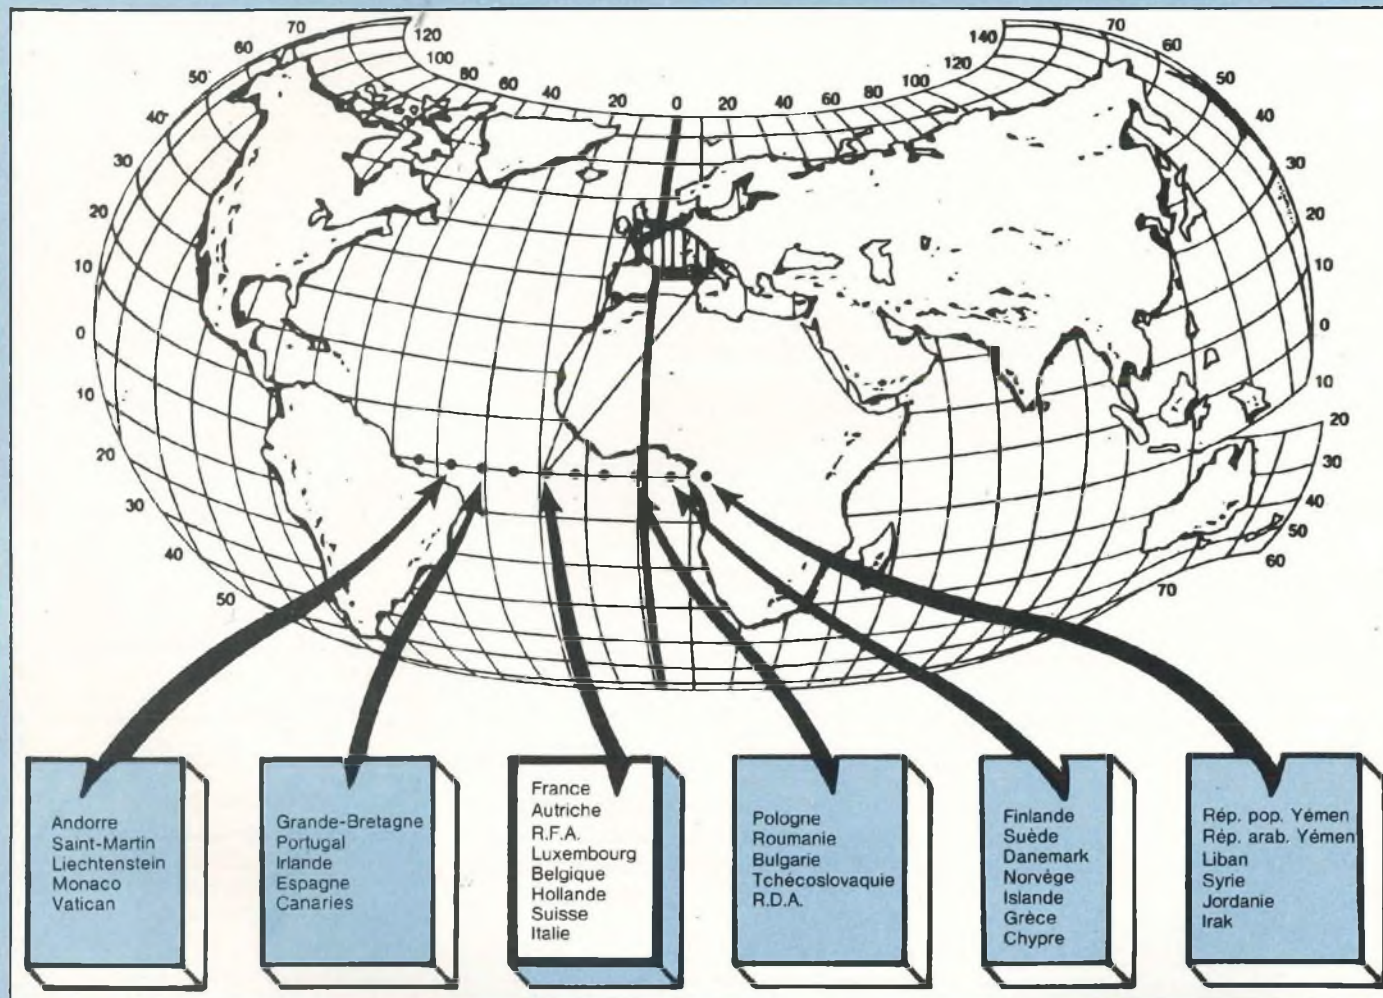 70
60
50
40
30
20
10
0
10
20
30
40
50
120
100
80
60
40
20
0
20
40
60
80
100
120
140
70
60
50
40
30
20
10
0
10
20
30
40
50
60
70
Andorre
Saint-Martin
Liechtenstein
Monaco
Vatican
Grande-Bretagne
Portugal
Irlande
Espagne
Canaries
France
Autriche
R.F.A.
Luxembourg
Belgique
Hollande
Suisse
Italie
Pologne
Roumanie
Bulgarie
Tchécoslovaquie
R.D.A.
Finlande
Suède
Danemark
Norvége
Islande
Grèce
Chypre
Rép. pop. Yémen
Rép. arab. Yémen
Liban
Syrie
Jordanie
Irak